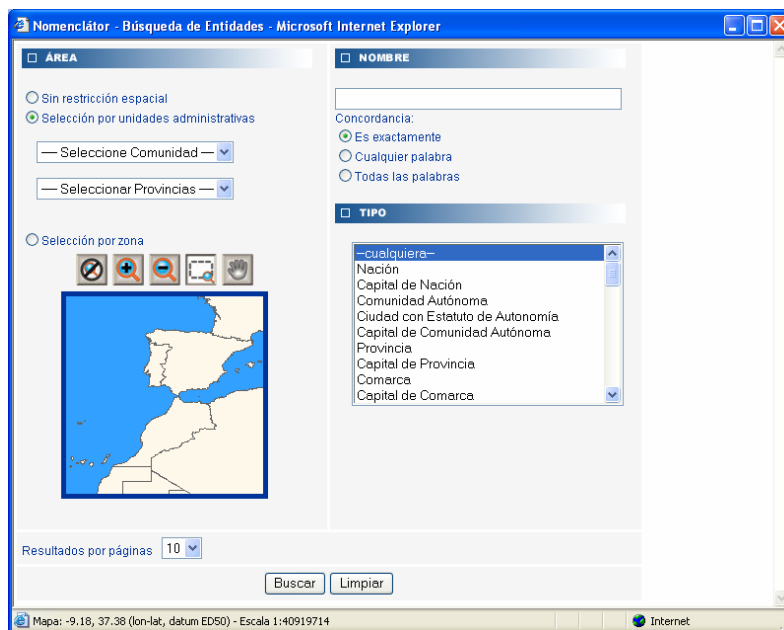 Nomenclátor - Búsqueda de Entidades - Microsoft Internet Explorer
ÁREA
Sin restricción espacial
Selección por unidades administrativas
— Seleccione Comunidad —
— Seleccionar Provincias —
Selección por zona
NOMBRE
Concordancia:
Es exactamente
Cualquier palabra
Todas las palabras
TIPO
--cualquiera--
Nación
Capital de Nación
Comunidad Autónoma
Ciudad con Estatuto de Autonomía
Capital de Comunidad Autónoma
Provincia
Capital de Provincia
Comarca
Capital de Comarca
Resultados por páginas 10
Buscar Limpiar
Mapa: -9.18, 37.38 (lon-lat, datum ED50) - Escala 1:40919714 Internet